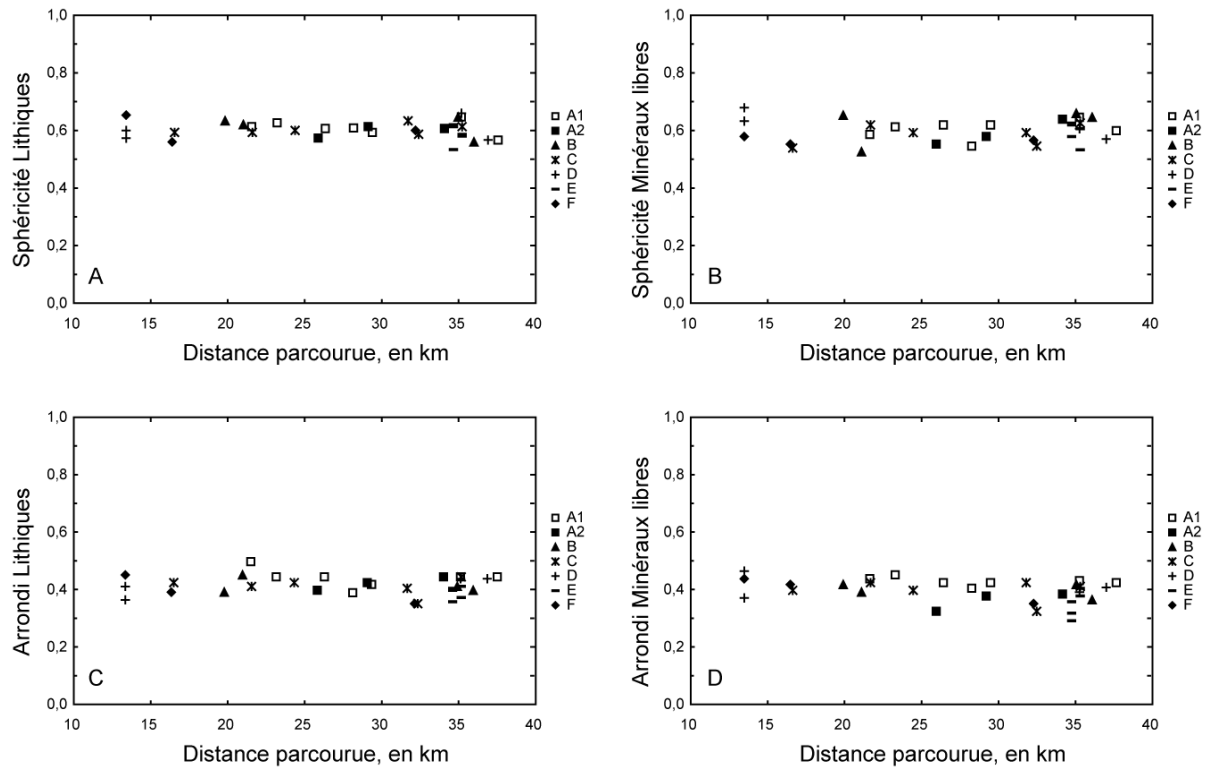 1,0
0,8
0,6
0,4
0,2
0,0
Sphéricité Lithiques
A
10 15 20 25 30 35 40
Distance parcourue, en km
A1
A2
B
C
D
E
F
1,0
0,8
0,6
0,4
0,2
0,0
Sphéricité Minéraux libres
B
10 15 20 25 30 35 40
Distance parcourue, en km
A1
A2
B
C
D
E
F
1,0
0,8
0,6
0,4
0,2
0,0
Arrondi Lithiques
C
10 15 20 25 30 35 40
Distance parcourue, en km
A1
A2
B
C
D
E
F
1,0
0,8
0,6
0,4
0,2
0,0
Arrondi Minéraux libres
D
10 15 20 25 30 35 40
Distance parcourue, en km
A1
A2
B
C
D
E
F